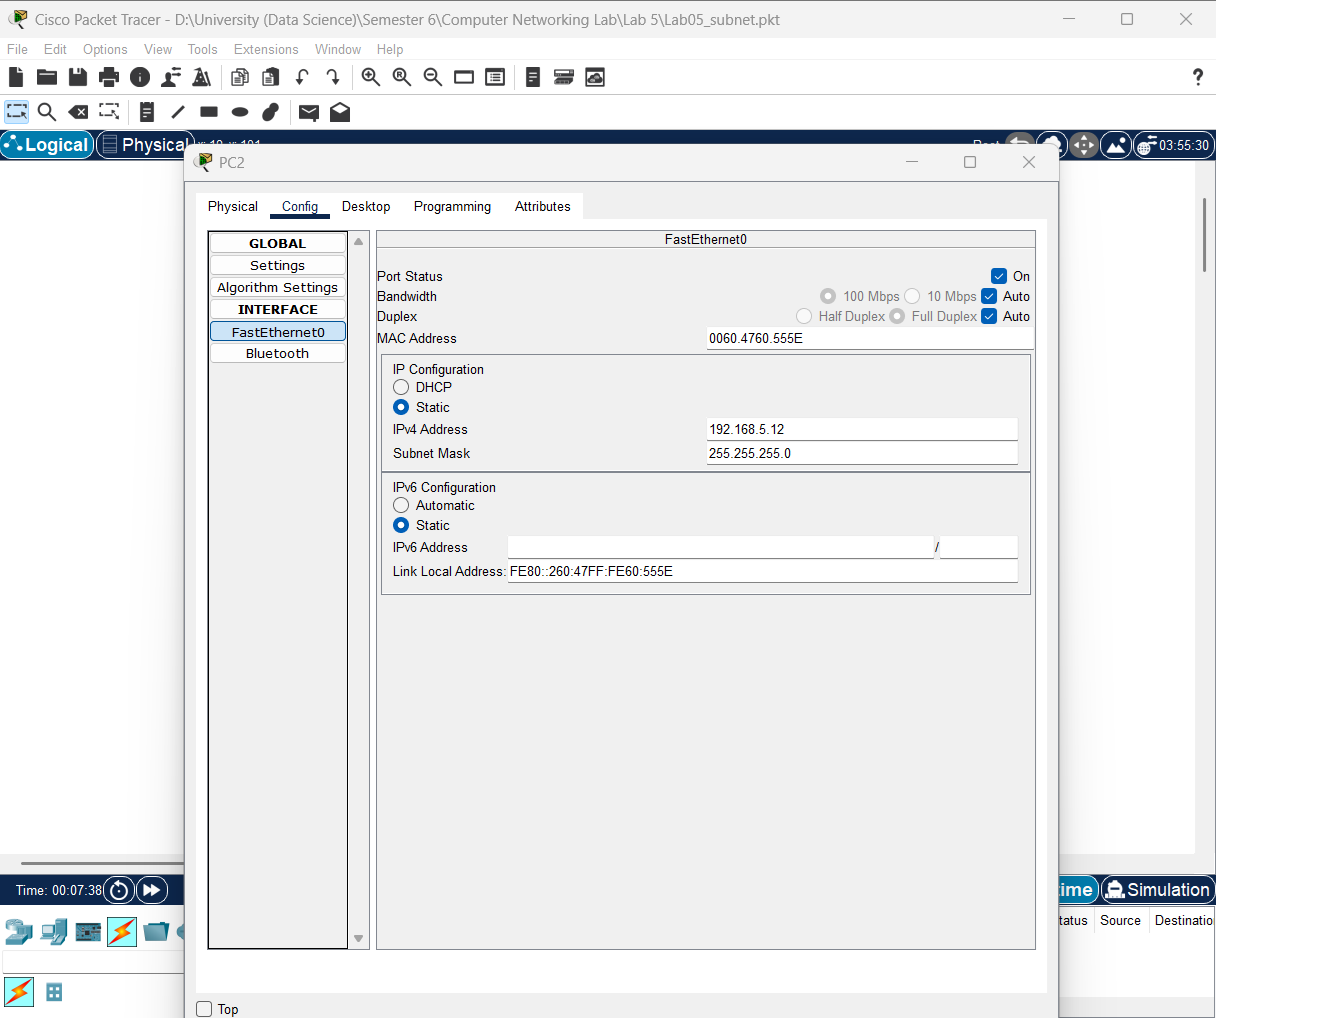 Cisco Packet Tracer - D:\University (Data Science)\Semester 6\Computer Networking Lab\Lab 5\Lab05_subnet.pkt
File Edit Options View Tools Extensions Window Help
?
Logical Physical 03:55:30
PC2
Physical Config Desktop Programming Attributes
GLOBAL
Settings
Algorithm Settings
INTERFACE
FastEthernet0
Bluetooth
FastEthernet0
Port Status On
Bandwidth 100 Mbps 10 Mbps Auto
Duplex Half Duplex Full Duplex Auto
MAC Address 0060.4760.555E
IP Configuration
DHCP
Static
IPv4 Address 192.168.5.12
Subnet Mask 255.255.255.0
IPv6 Configuration
Automatic
Static
IPv6 Address /
Link Local Address: FE80::260:47FF:FE60:555E
Time: 00:07:38 ime Simulation
tatus Source Destinatio
Top